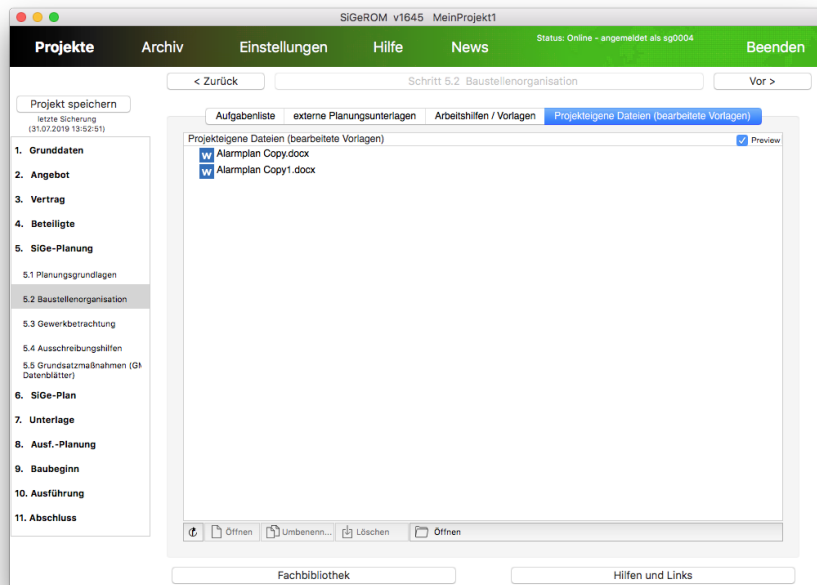 SiGeROM v1645 MeinProjekt1
Projekte Archiv Einstellungen Hilfe News Status: Online - angemeldet als sg0004 Beenden
< Zurück Schritt 5.2 Baustellenorganisation Vor >
Projekt speichern
letzte Sicherung
(31.07.2019 13:52:51)
1. Grunddaten
2. Angebot
3. Vertrag
4. Beteiligte
5. SiGe-Planung
5.1 Planungsgrundlagen
5.2 Baustellenorganisation
5.3 Gewerkbetrachtung
5.4 Ausschreibungshilfen
5.5 Grundsatzmaßnahmen (GM
Datenblätter)
6. SiGe-Plan
7. Unterlage
8. Ausf.-Planung
9. Baubeginn
10. Ausführung
11. Abschluss
Aufgabenliste externe Planungsunterlagen Arbeitshilfen / Vorlagen Projekteigene Dateien (bearbeitete Vorlagen)
Projekteigene Dateien (bearbeitete Vorlagen) Preview
W Alarmplan Copy.docx
W Alarmplan Copy1.docx
Öffnen Umbenenn... Löschen Öffnen
Fachbibliothek Hilfen und Links